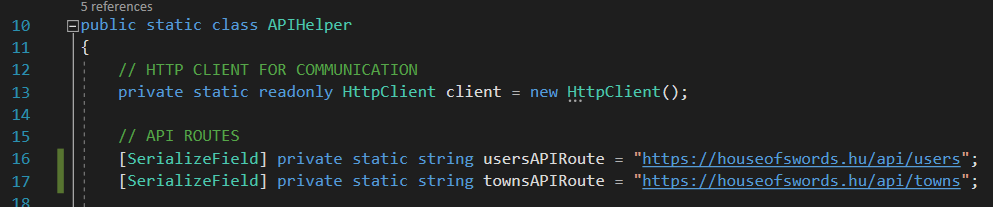 5 references
10 public static class APIHelper
11 {
12 // HTTP CLIENT FOR COMMUNICATION
13 private static readonly HttpClient client = new HttpClient();
14
15 // API ROUTES
16 [SerializeField] private static string usersAPIRoute = "https://houseofswords.hu/api/users";
17 [SerializeField] private static string townsAPIRoute = "https://houseofswords.hu/api/towns";
18